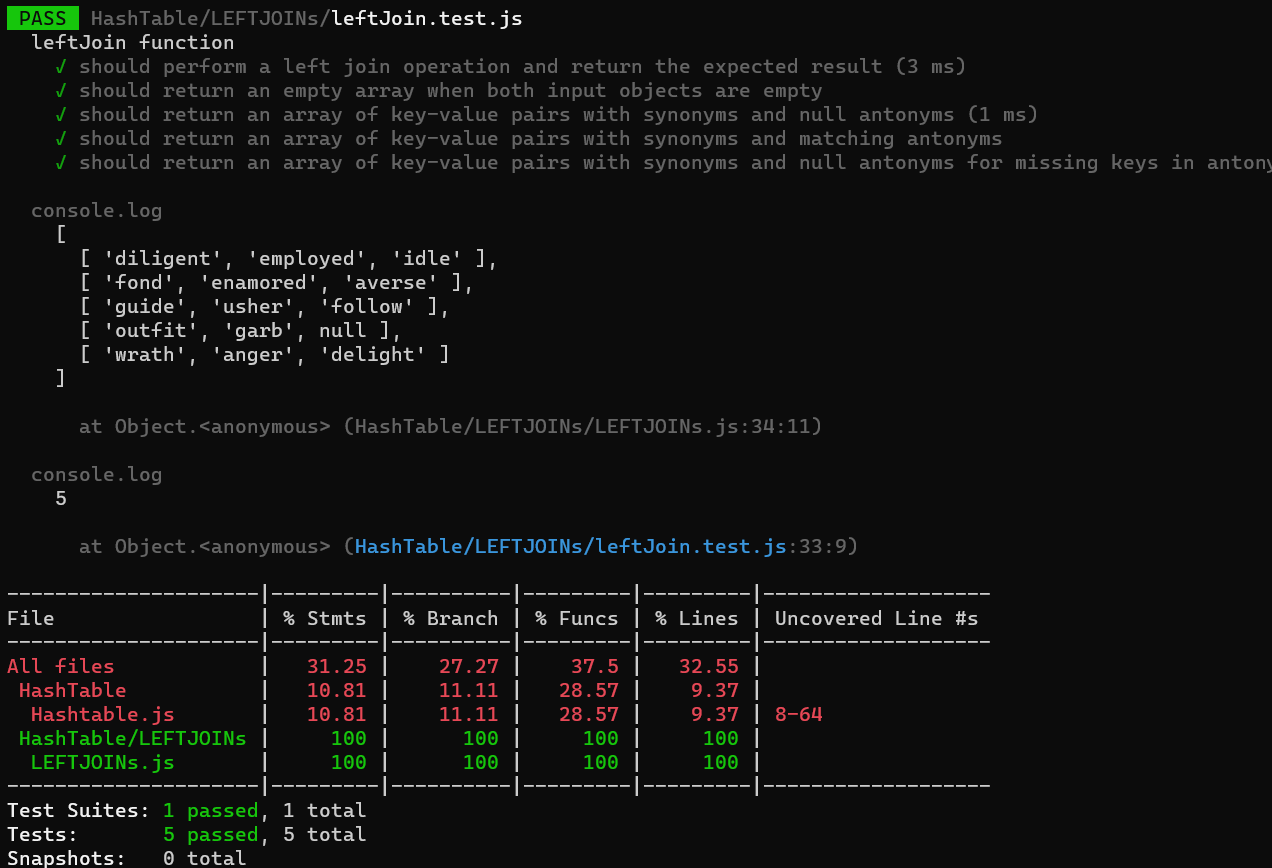 PASS HashTable/LEFTJOINs/leftJoin.test.js
leftJoin function
√ should perform a left join operation and return the expected result (3 ms)
√ should return an empty array when both input objects are empty
√ should return an array of key-value pairs with synonyms and null antonyms (1 ms)
√ should return an array of key-value pairs with synonyms and matching antonyms
√ should return an array of key-value pairs with synonyms and null antonyms for missing keys in antony
console.log
[
[ 'diligent', 'employed', 'idle' ],
[ 'fond', 'enamored', 'averse' ],
[ 'guide', 'usher', 'follow' ],
[ 'outfit', 'garb', null ],
[ 'wrath', 'anger', 'delight' ]
]
at Object.<anonymous> (HashTable/LEFTJOINs/LEFTJOINs.js:34:11)
console.log
5
at Object.<anonymous> (HashTable/LEFTJOINs/leftJoin.test.js:33:9)
---------------------|---------|----------|---------|---------|-------------------
File                 | % Stmts | % Branch | % Funcs | % Lines | Uncovered Line #s
---------------------|---------|----------|---------|---------|-------------------
All files            |   31.25 |    27.27 |    37.5 |   32.55 |
HashTable           |   10.81 |    11.11 |   28.57 |    9.37 |
Hashtable.js       |   10.81 |    11.11 |   28.57 |    9.37 | 8-64
HashTable/LEFTJOINs |     100 |      100 |     100 |     100 |
LEFTJOINs.js       |     100 |      100 |     100 |     100 |
---------------------|---------|----------|---------|---------|-------------------
Test Suites: 1 passed, 1 total
Tests:       5 passed, 5 total
Snapshots:   0 total